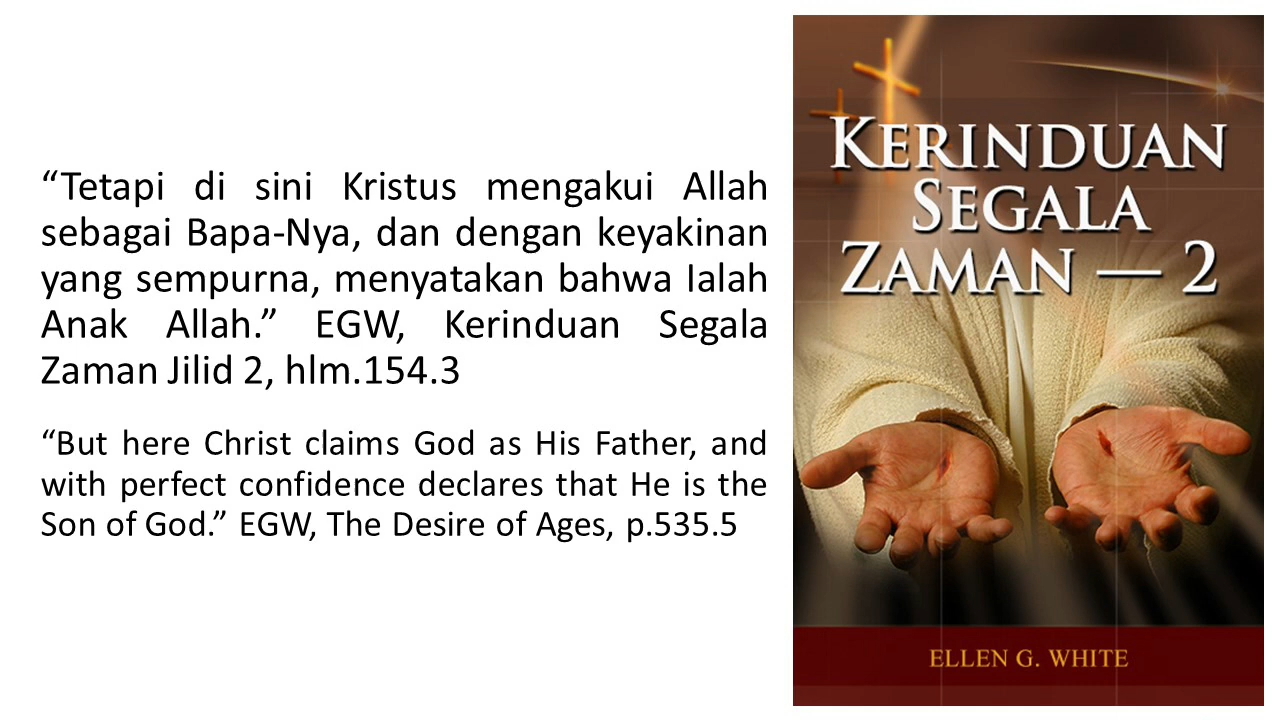 “Tetapi di sini Kristus mengakui Allah
sebagai Bapa-Nya, dan dengan keyakinan
yang sempurna, menyatakan bahwa Ialah
Anak Allah.” EGW, Kerinduan Segala
Zaman Jilid 2, hlm.154.3
“But here Christ claims God as His Father, and
with perfect confidence declares that He is the
Son of God.” EGW, The Desire of Ages, p.535.5
KERINDUAN
SEGALA
ZAMAN — 2
ELLEN G. WHITE